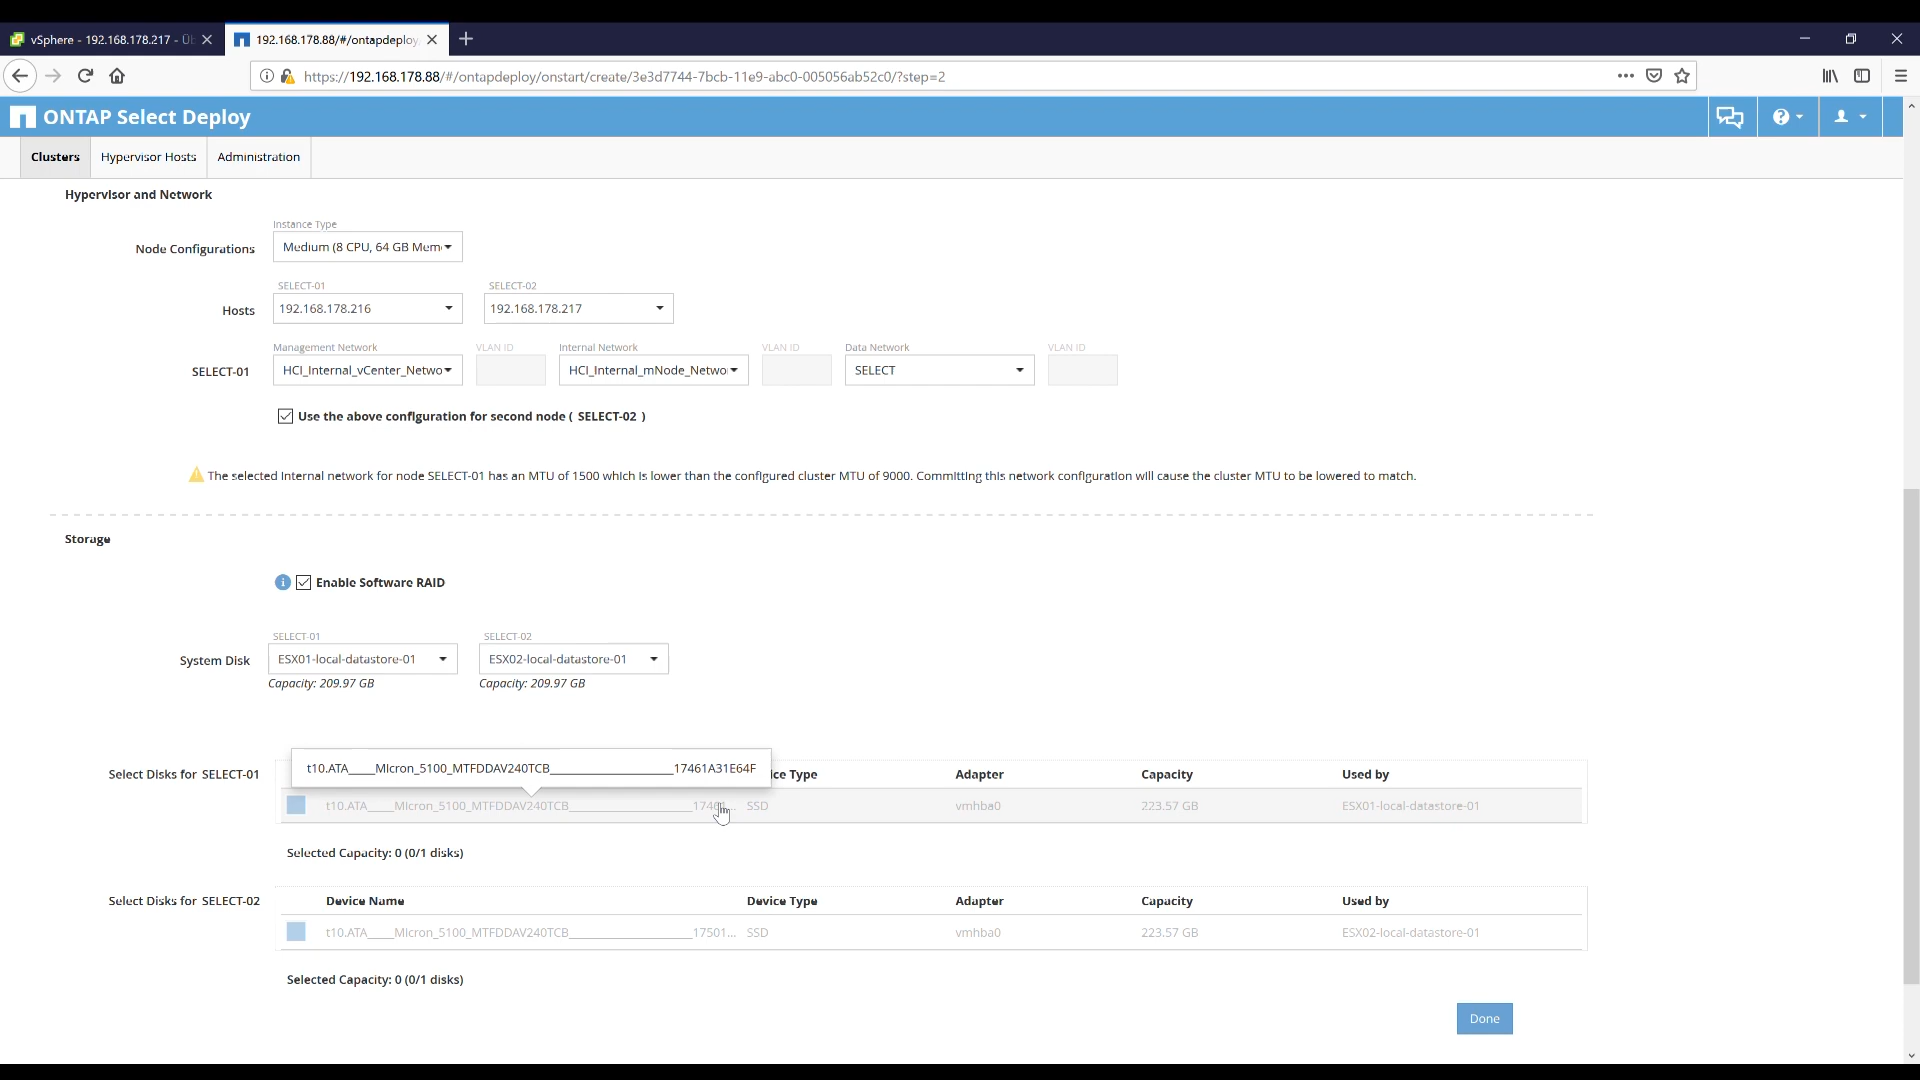 vSphere - 192.168.178.217 - Üb
192.168.178.88/#/ontapdeploy
https://192.168.178.88/#/ontapdeploy/onstart/create/3e3d7744-7bcb-11e9-abc0-005056ab52c0/?step=2
ONTAP Select Deploy
Clusters Hypervisor Hosts Administration
Hypervisor and Network
Instance Type
Node Configurations Medium (8 CPU, 64 GB Mem
SELECT-01 SELECT-02
Hosts 192.168.178.216 192.168.178.217
Management Network VLAN ID Internal Network VLAN ID Data Network VLAN ID
SELECT-01 HCI_Internal_vCenter_Netwo HCI_Internal_mNode_Netwo SELECT
Use the above configuration for second node ( SELECT-02 )
The selected internal network for node SELECT-01 has an MTU of 1500 which is lower than the configured cluster MTU of 9000. Committing this network configuration will cause the cluster MTU to be lowered to match.
Storage
Enable Software RAID
SELECT-01 SELECT-02
System Disk ESX01-local-datastore-01 ESX02-local-datastore-01
Capacity: 209.97 GB Capacity: 209.97 GB
t10.ATA_____Micron_5100_MTFDDAV240TCB_________________17461A31E64F
Select Disks for SELECT-01 ice Type Adapter Capacity Used by
t10.ATA_____Micron_5100_MTFDDAV240TCB_________________17461... SSD vmhba0 223.57 GB ESX01-local-datastore-01
Selected Capacity: 0 (0/1 disks)
Select Disks for SELECT-02 Device Name Device Type Adapter Capacity Used by
t10.ATA_____Micron_5100_MTFDDAV240TCB_________________17501... SSD vmhba0 223.57 GB ESX02-local-datastore-01
Selected Capacity: 0 (0/1 disks)
Done